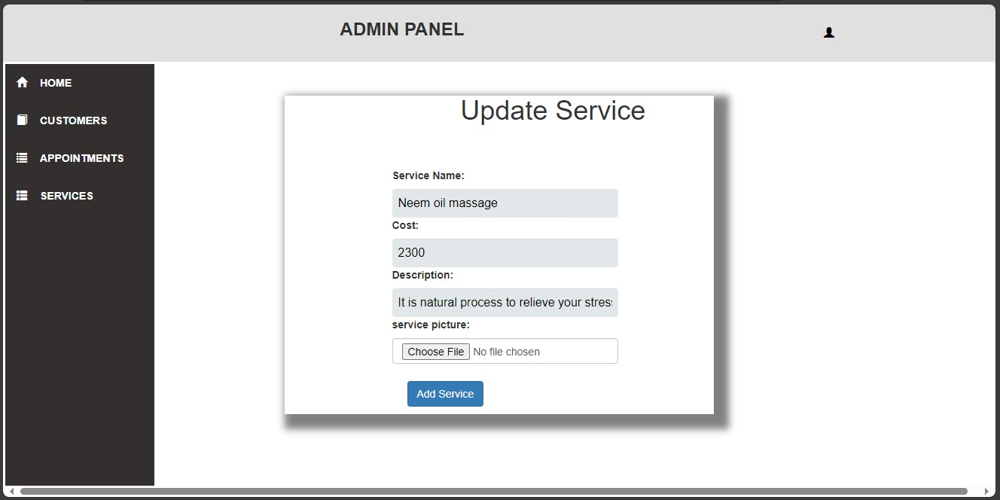 ADMIN PANEL
HOME
CUSTOMERS
APPOINTMENTS
SERVICES
Update Service
Service Name:
Neem oil massage
Cost:
2300
Description:
It is natural process to relieve your stres
service picture:
Choose File No file chosen
Add Service